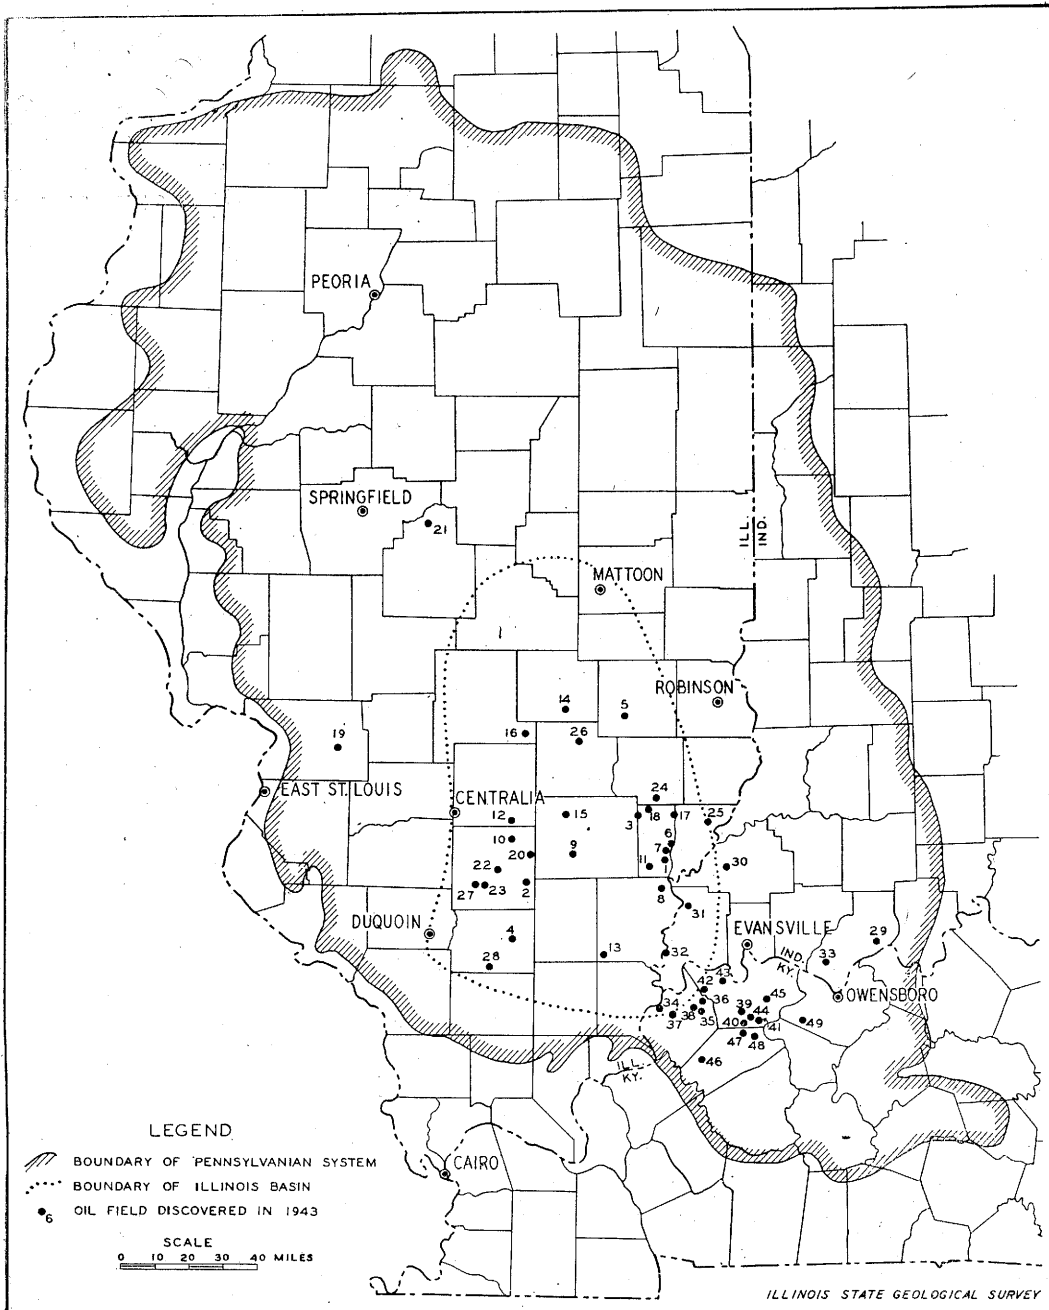 PEORIA
SPRINGFIELD
21
ILL.
IND.
MATTOON
ROBINSON
14
5
16
26
19
EAST ST. LOUIS
CENTRALIA
24
12
15
3
18
17
25
10
6
20
9
7
22
11
1
30
27
23
2
8
31
DUQUOIN
4
EVANSVILLE
29
28
13
32
IND.
KY.
33
43
42
OWENSBORO
34
36
39
45
44
37
38
35
40
41
49
47
48
46
ILL.
KY.
CAIRO
LEGEND
BOUNDARY OF PENNSYLVANIAN SYSTEM
BOUNDARY OF ILLINOIS BASIN
6 OIL FIELD DISCOVERED IN 1943
SCALE
0 10 20 30 40 MILES
ILLINOIS STATE GEOLOGICAL SURVEY